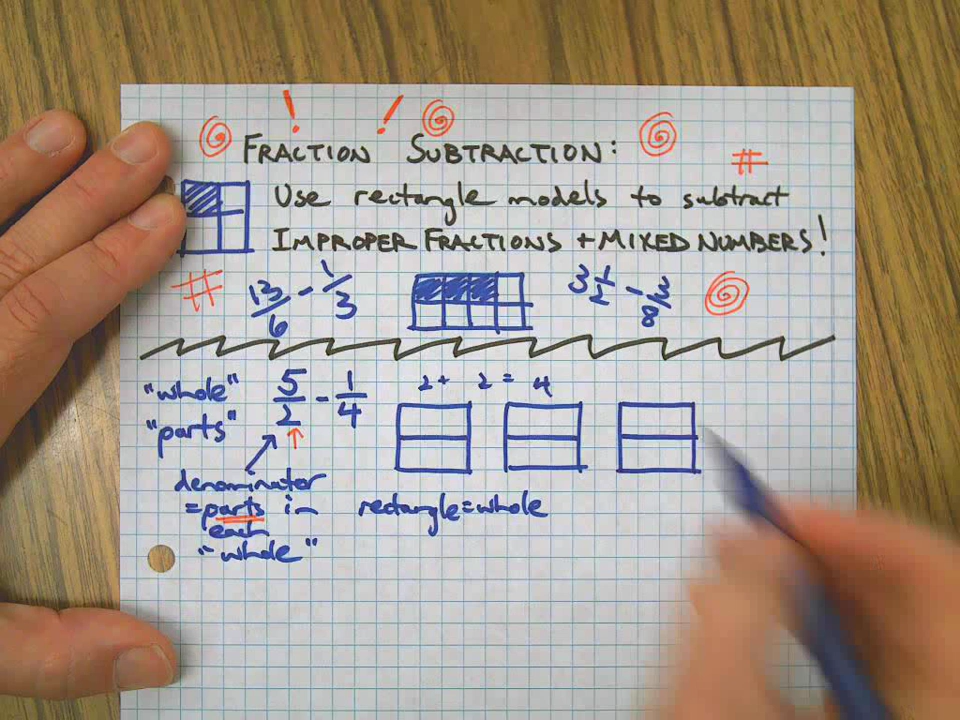 ! !
FRACTION SUBTRACTION:
#
Use rectangle models to subtract
IMPROPER FRACTIONS + MIXED NUMBERS!
#
13/6 - 1/3
3 1/2 - 3/8
"whole"
"parts"
5/2 - 1/4
2 + 2 = 4
denominator
= parts in
each
"whole"
rectangle = whole